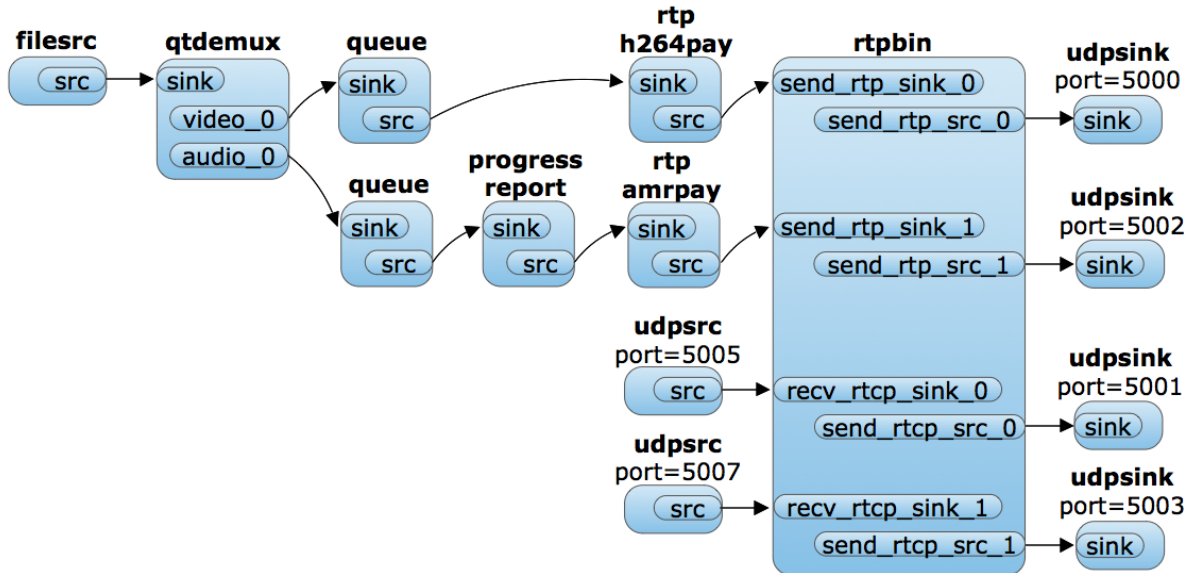 filesrc
src
qtdemux
sink
video_0
audio_0
queue
sink
src
rtp
h264pay
sink
src
rtpbin
send_rtp_sink_0
send_rtp_src_0
udpsink
port=5000
sink
queue
sink
src
progress
report
sink
src
rtp
amrpay
sink
src
send_rtp_sink_1
send_rtp_src_1
udpsink
port=5002
sink
udpsrc
port=5005
src
recv_rtcp_sink_0
send_rtcp_src_0
udpsink
port=5001
sink
udpsrc
port=5007
src
recv_rtcp_sink_1
send_rtcp_src_1
udpsink
port=5003
sink